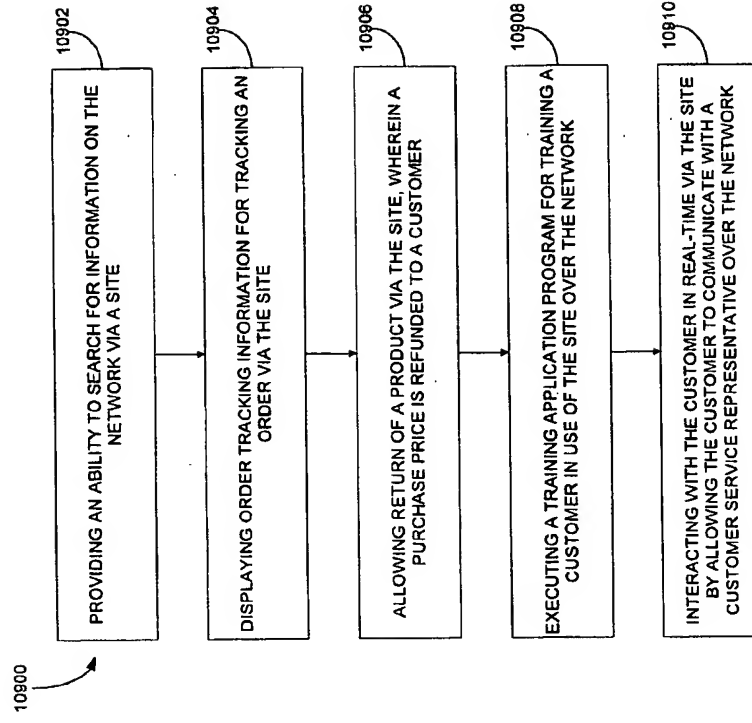 10900
10902
PROVIDING AN ABILITY TO SEARCH FOR INFORMATION ON THE
NETWORK VIA A SITE
10904
DISPLAYING ORDER TRACKING INFORMATION FOR TRACKING AN
ORDER VIA THE SITE
10906
ALLOWING RETURN OF A PRODUCT VIA THE SITE, WHEREIN A
PURCHASE PRICE IS REFUNDED TO A CUSTOMER
10908
EXECUTING A TRAINING APPLICATION PROGRAM FOR TRAINING A
CUSTOMER IN USE OF THE SITE OVER THE NETWORK
10910
INTERACTING WITH THE CUSTOMER IN REAL-TIME VIA THE SITE
BY ALLOWING THE CUSTOMER TO COMMUNICATE WITH A
CUSTOMER SERVICE REPRESENTATIVE OVER THE NETWORK